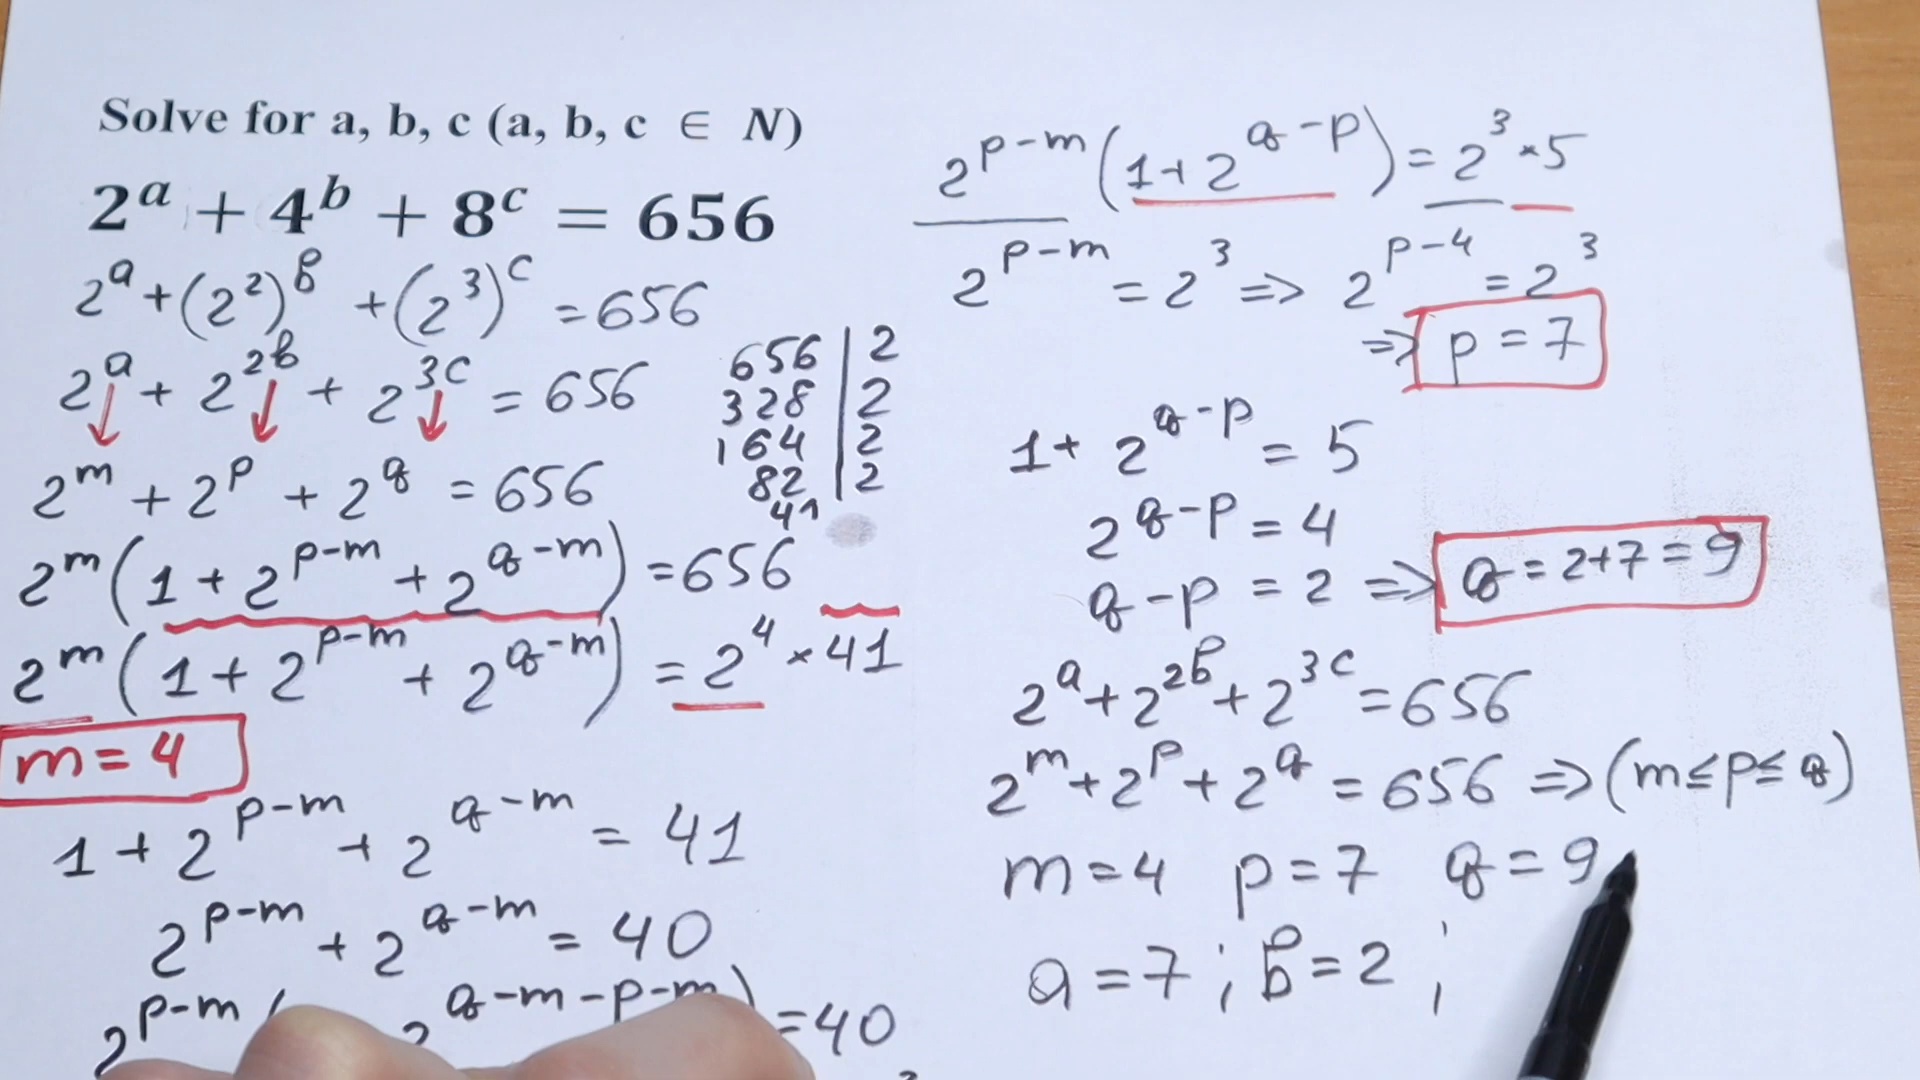 Solve for a, b, c (a, b, c ∈ N)
2^a + 4^b + 8^c = 656
2^a + (2^2)^b + (2^3)^c = 656
2^a + 2^{2b} + 2^{3c} = 656
656 | 2
328 | 2
164 | 2
82 | 2
41
2^m + 2^p + 2^q = 656
2^m (1 + 2^{p-m} + 2^{q-m}) = 656
2^m (1 + 2^{p-m} + 2^{q-m}) = 2^4 × 41
m = 4
1 + 2^{p-m} + 2^{q-m} = 41
2^{p-m} + 2^{q-m} = 40
2^{p-m} ( 2^{q-m-p-m} ) = 40
2^{p-m} (1 + 2^{q-p}) = 2^3 × 5
2^{p-m} = 2^3 => 2^{p-4} = 2^3
=> p = 7
1 + 2^{q-p} = 5
2^{q-p} = 4
q - p = 2 => q = 2+7 = 9
2^a + 2^{2b} + 2^{3c} = 656
2^m + 2^p + 2^q = 656 => (m ≤ p ≤ q)
m = 4 p = 7 q = 9
a = 7 ; b = 2 ;